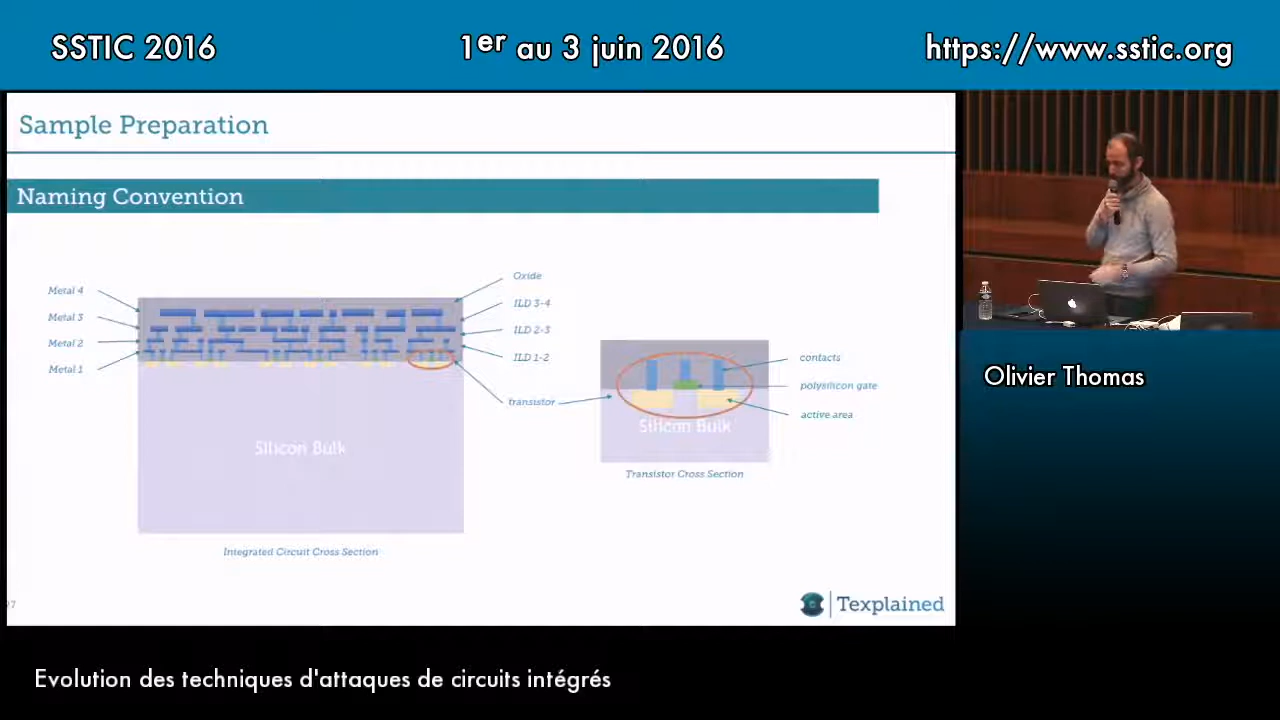 SSTIC 2016
1er au 3 juin 2016
https://www.sstic.org
Sample Preparation
Naming Convention
Metal 4
Metal 3
Metal 2
Metal 1
Oxide
ILD 3-4
ILD 2-3
ILD 1-2
transistor
Silicon Bulk
Integrated Circuit Cross Section
contacts
polysilicon gate
active area
Silicon Bulk
Transistor Cross Section
Texplained
Olivier Thomas
Evolution des techniques d'attaques de circuits intégrés